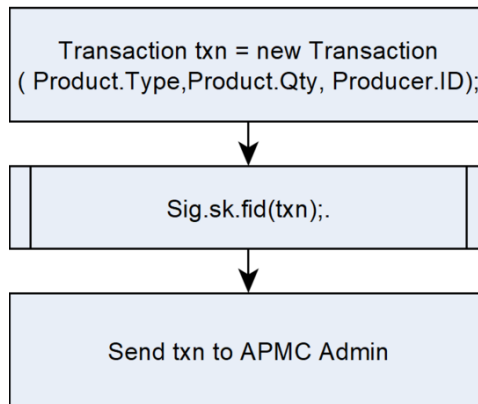 Transaction txn = new Transaction
( Product.Type,Product.Qty, Producer.ID);
Sig.sk.fid(txn);.
Send txn to APMC Admin